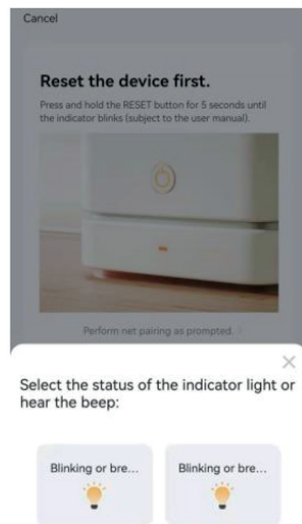 Cancel
Reset the device first.
Press and hold the RESET button for 5 seconds until
the indicator blinks (subject to the user manual).
Perform net pairing as prompted.
Select the status of the indicator light or
hear the beep:
Blinking or bre... Blinking or bre...